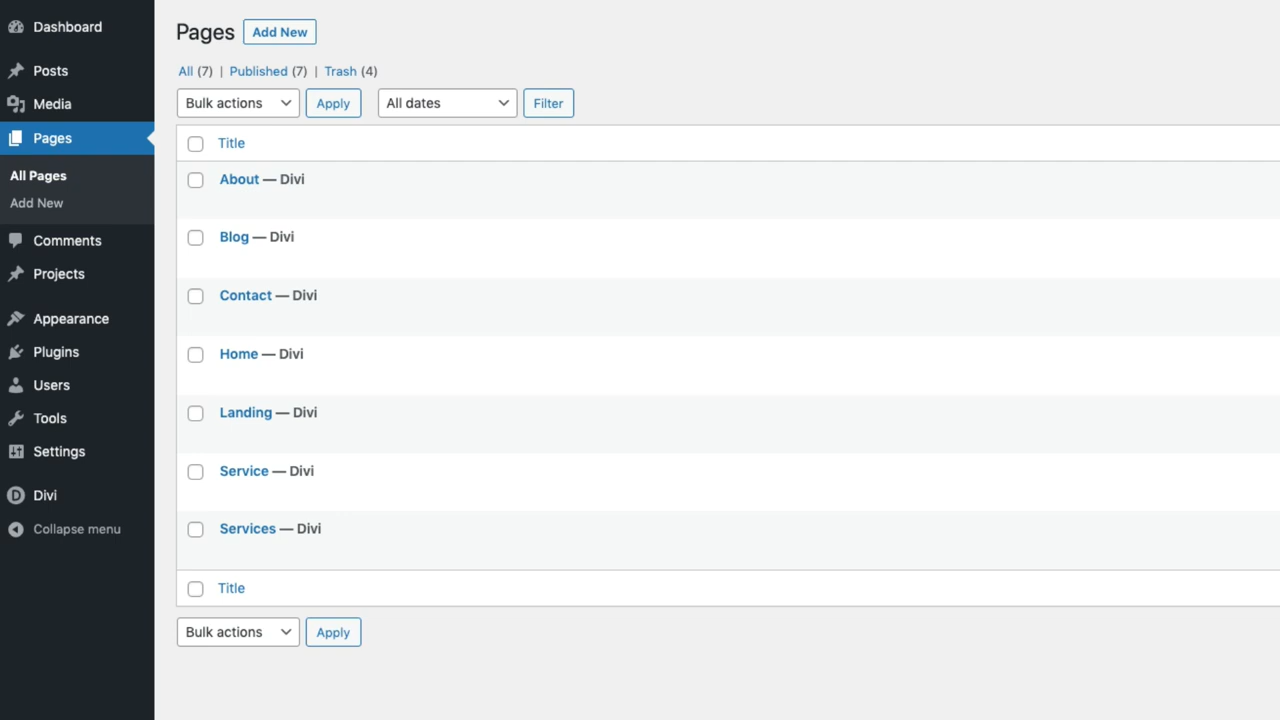 Dashboard
Posts
Media
Pages
All Pages
Add New
Comments
Projects
Appearance
Plugins
Users
Tools
Settings
Divi
Collapse menu
Pages Add New
All (7) | Published (7) | Trash (4)
Bulk actions Apply All dates Filter
Title
About — Divi
Blog — Divi
Contact — Divi
Home — Divi
Landing — Divi
Service — Divi
Services — Divi
Title
Bulk actions Apply